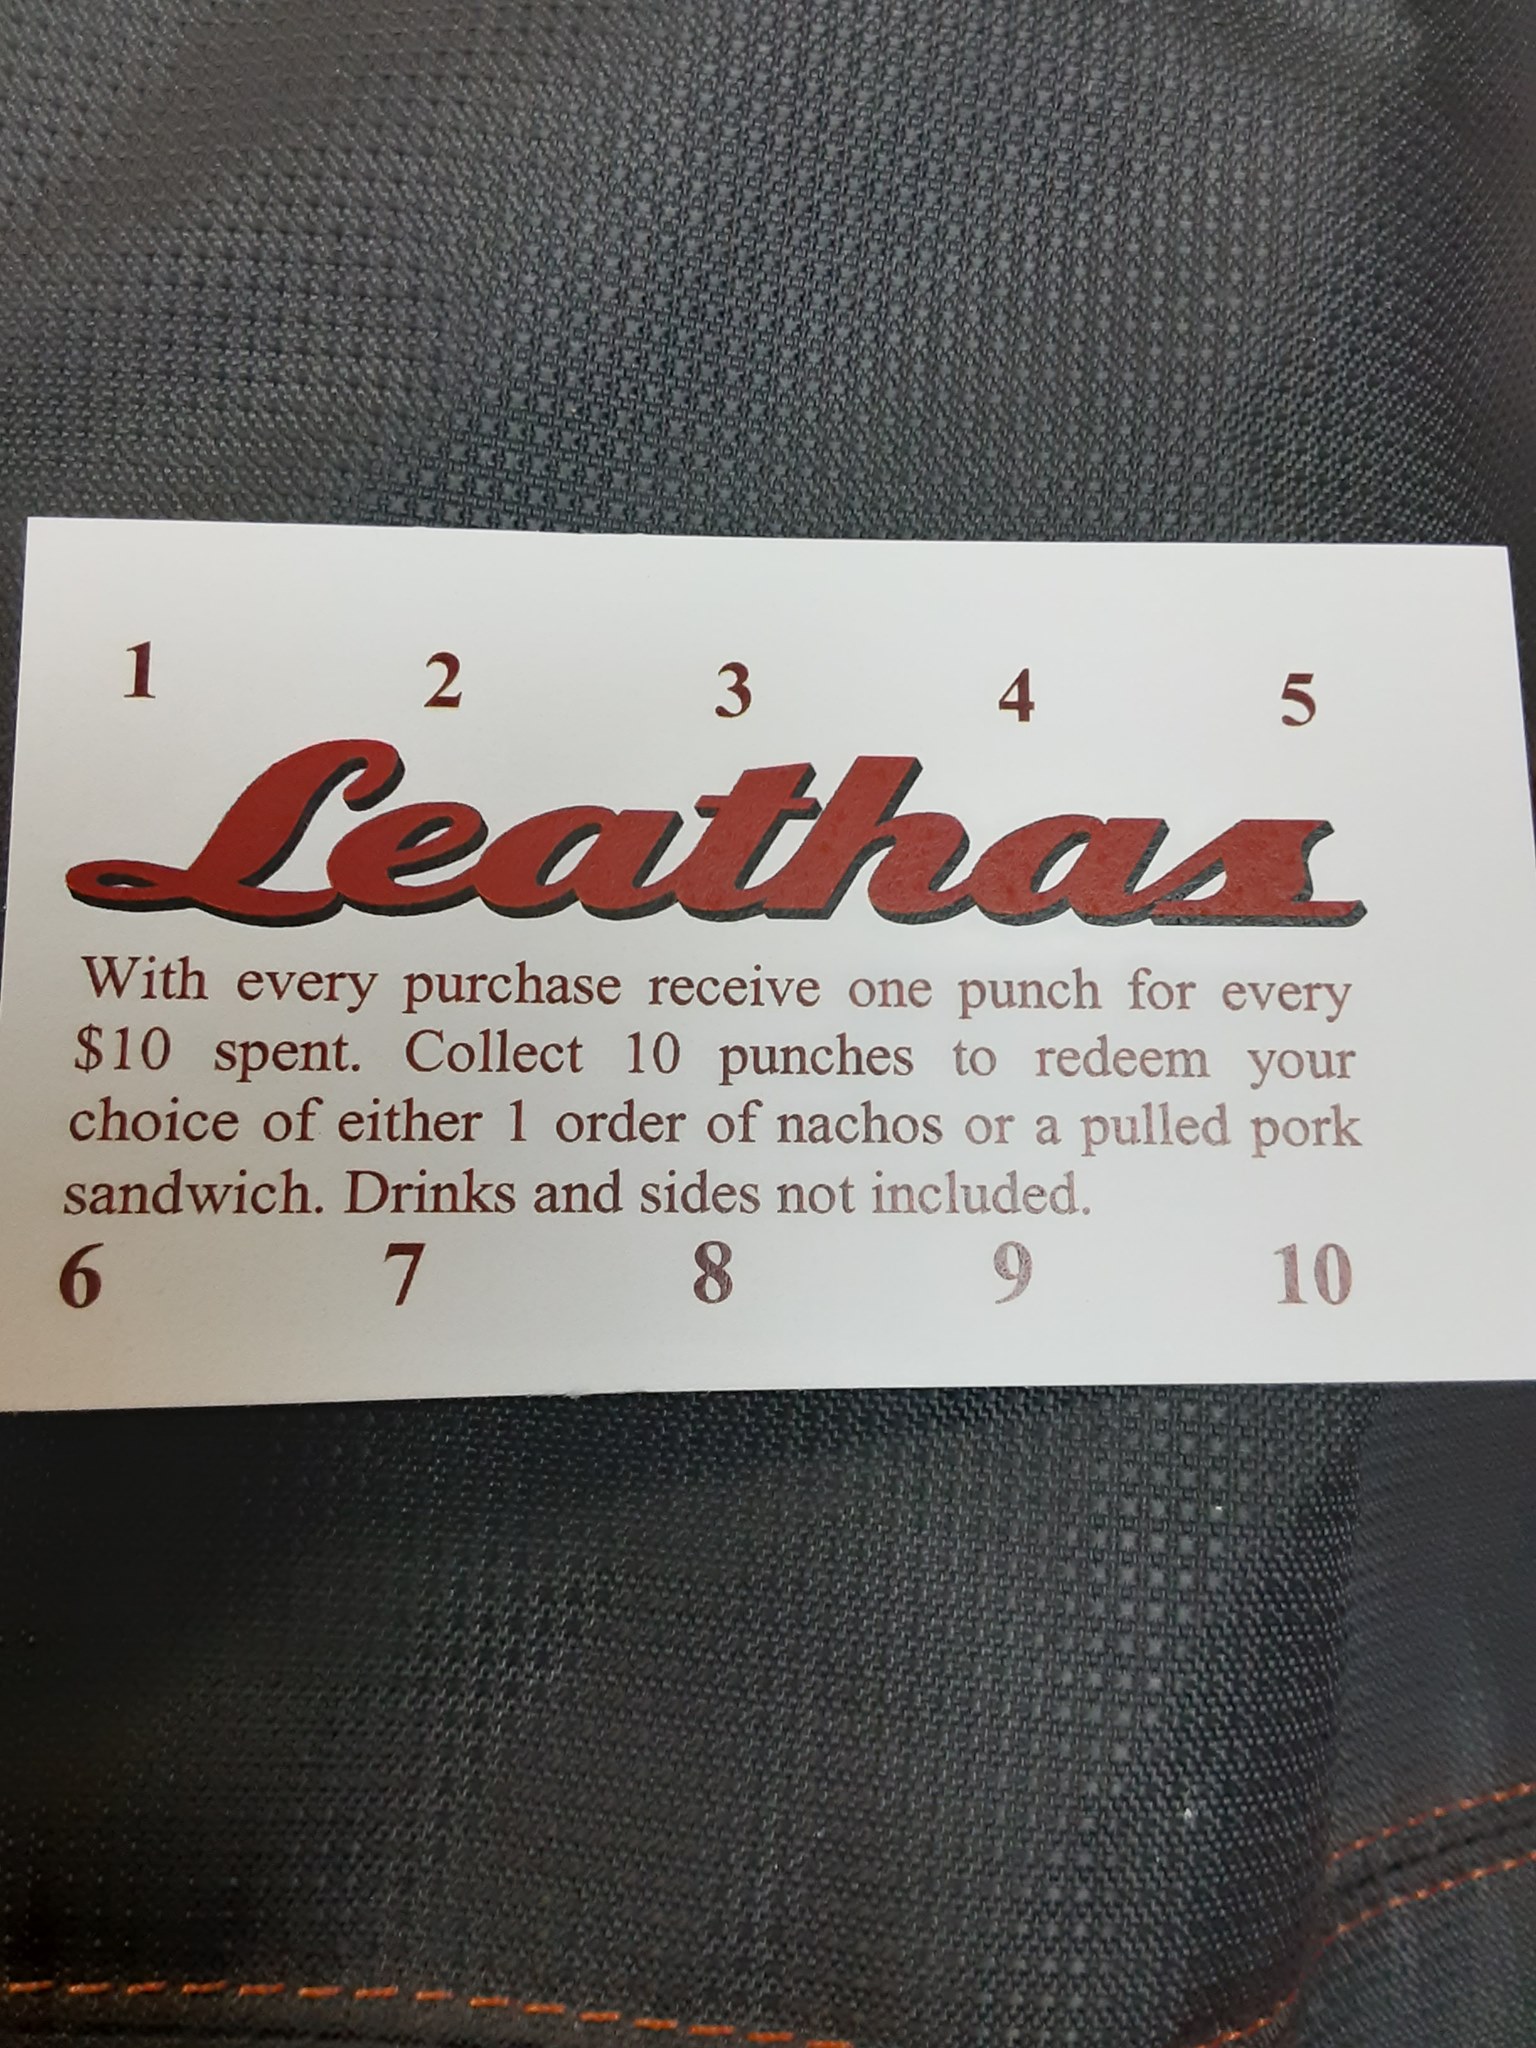 1 2 3 4 5
Leathas
With every purchase receive one punch for every
$10 spent. Collect 10 punches to redeem your
choice of either 1 order of nachos or a pulled pork
sandwich. Drinks and sides not included.
6 7 8 9 10